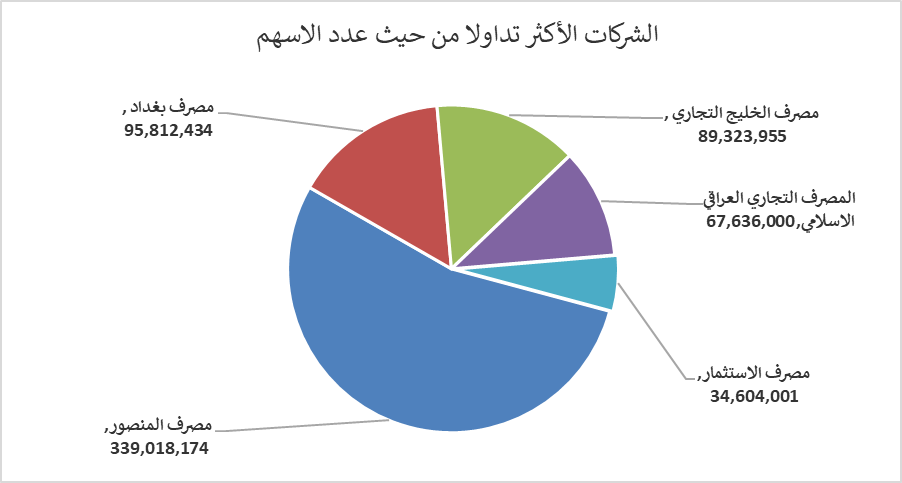 الشركات الأكثر تداولا من حيث عدد الاسهم
مصرف الخليج التجاري ,
89,323,955
مصرف بغداد ,
95,812,434
المصرف التجاري العراقي
الاسلامي, 67,636,000
مصرف الاستثمار,
34,604,001
مصرف المنصور,
339,018,174